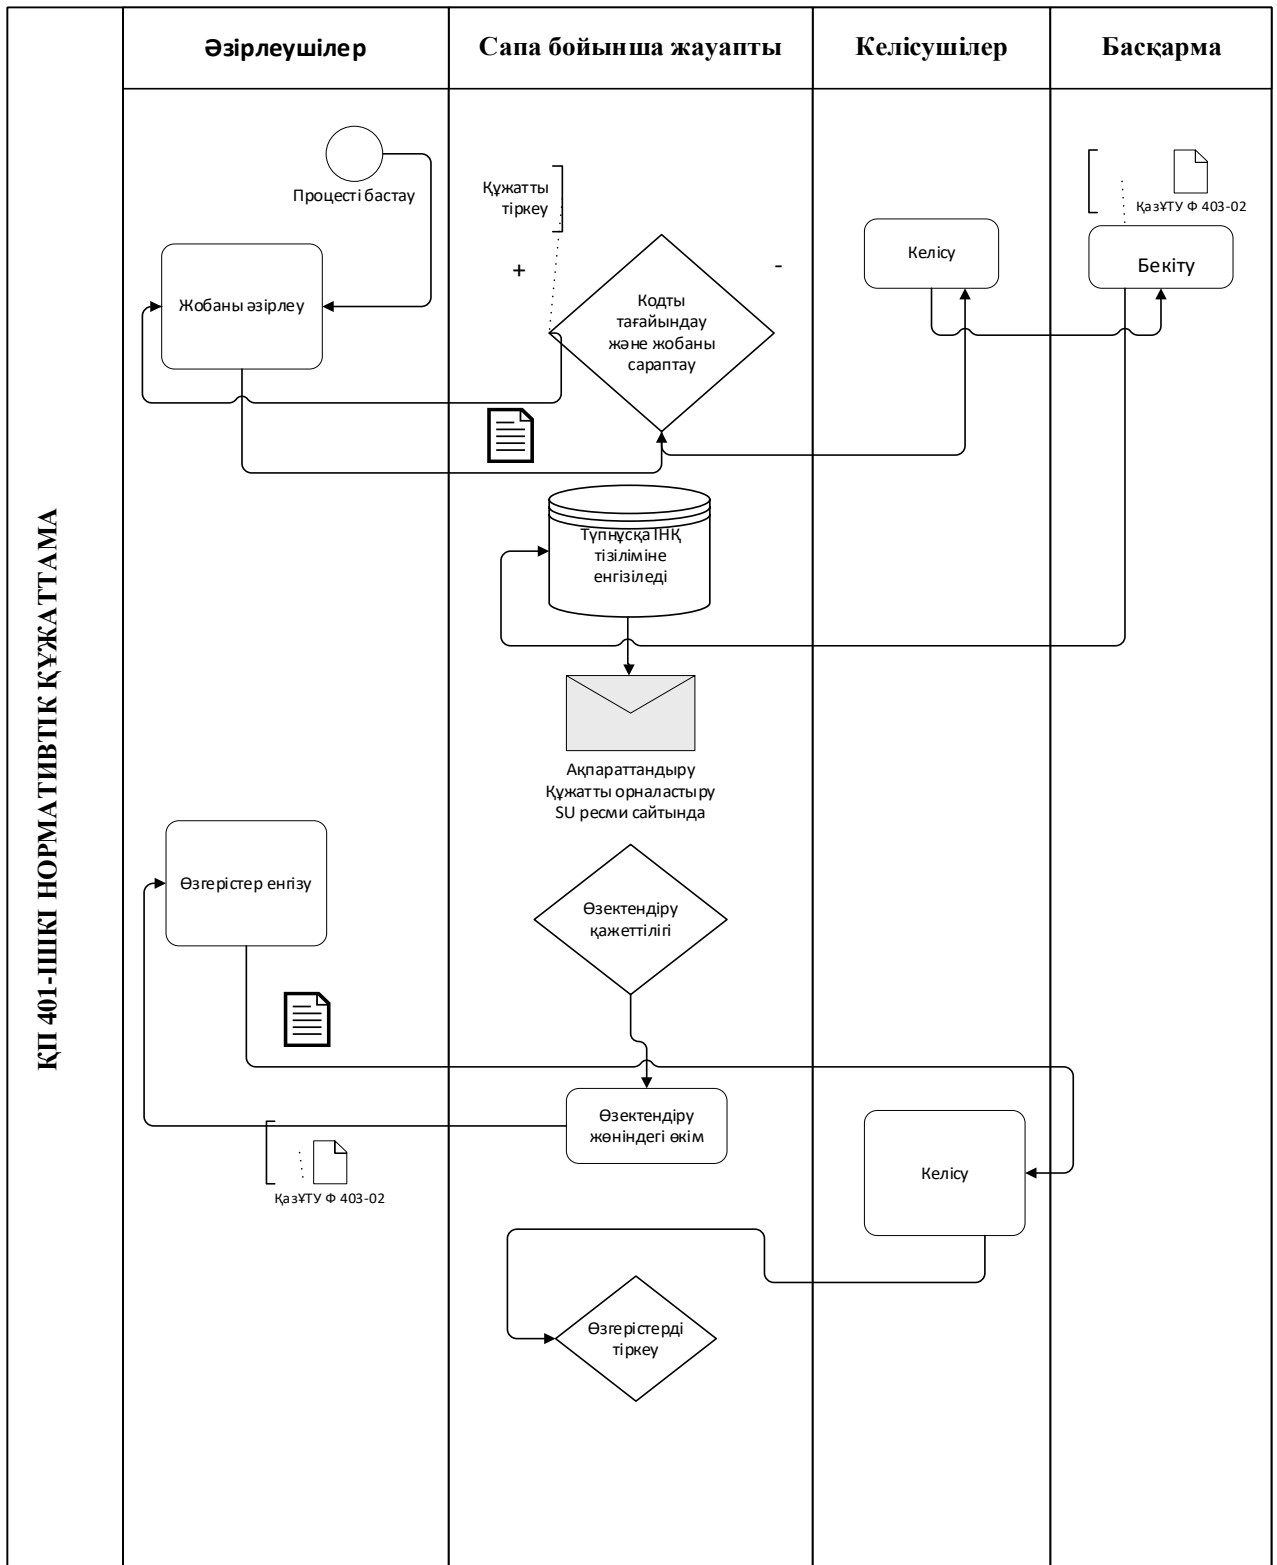 ҚП 401-ІШКІ НОРМАТИВТІК ҚҰЖАТТАМА
Әзірлеушілер
Сапа бойынша жауапты
Келісушілер
Басқарма
Процесті бастау
Құжатты
тіркеу
+
-
Жобаны әзірлеу
Кодты
тағайындау
және жобаны
сараптау
Келісу
ҚазҰТУ Ф 403-02
Бекіту
Түпнұсқа ІНҚ
тізіліміне
енгізіледі
Ақпараттандыру
Құжатты орналастыру
SU ресми сайтында
Өзгерістер енгізу
Өзектендіру
қажеттілігі
Өзектендіру
жөніндегі өкім
ҚазҰТУ Ф 403-02
Келісу
Өзгерістерді
тіркеу